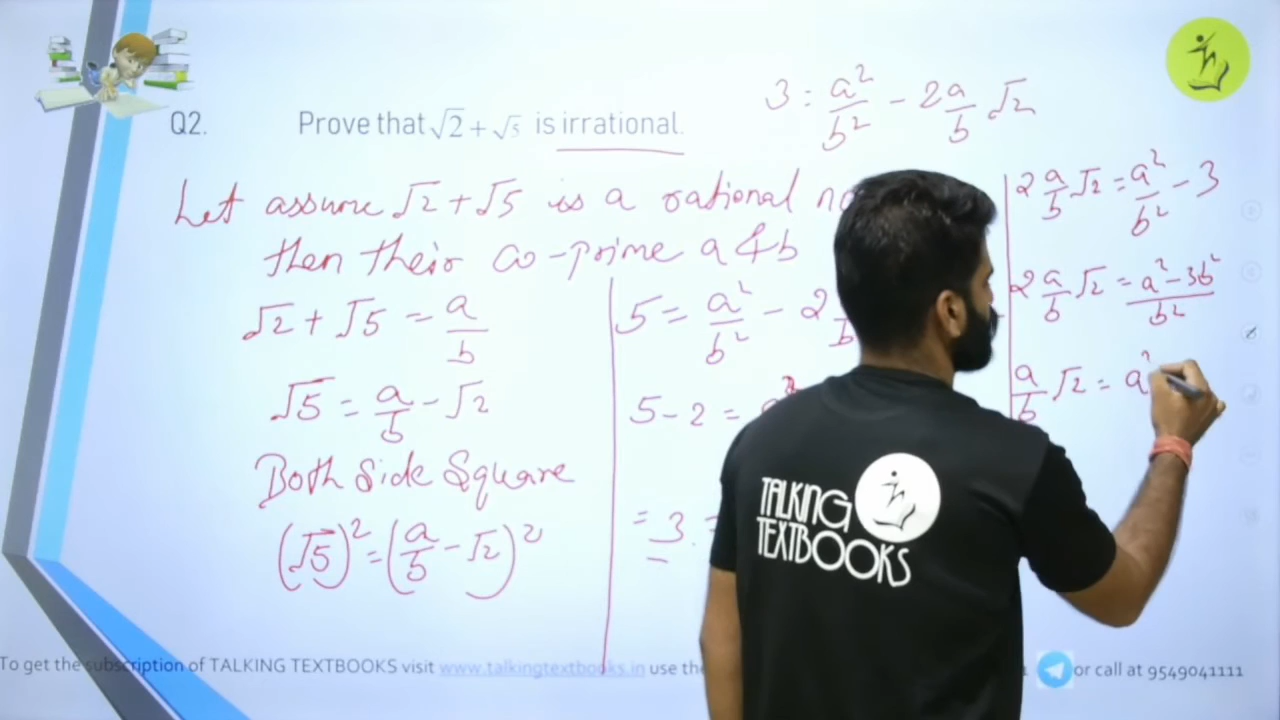 Q2. Prove that √2 + √5 is irrational.
Let assume √2 + √5 is a rational no
then their co-prime a & b
√2 + √5 = a/b
√5 = a/b - √2
Both Side Square
(√5)² = (a/b - √2)²
5 = a²/b² - 2
5 - 2 =
= 3
3 = a²/b² - 2 a/b √2
2 a/b √2 = a²/b² - 3
2 a/b √2 = a² - 3b²/b²
a/b √2 = a²
TALKING
TEXTBOOKS
To get the subscription of TALKING TEXTBOOKS visit www.talkingtextbooks.in use the
or call at 9549041111